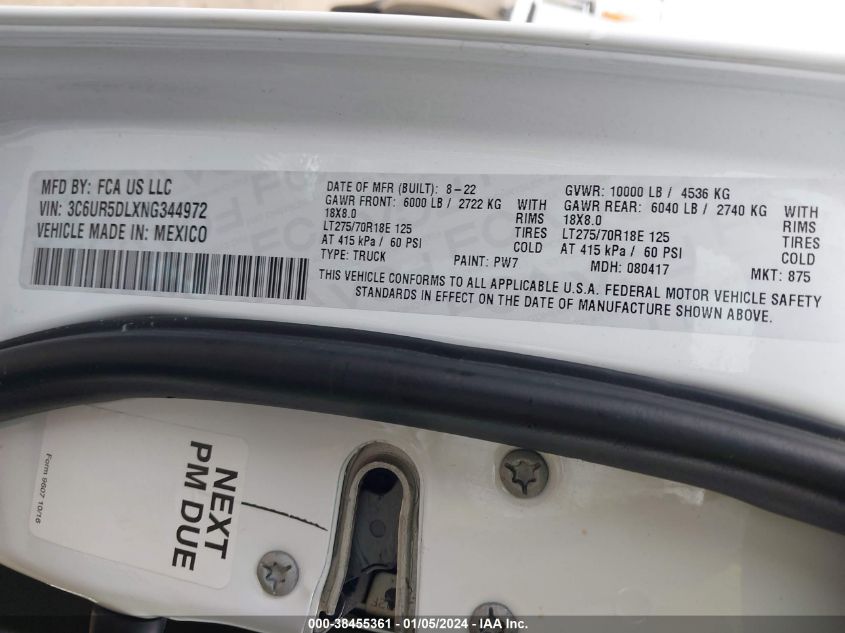 MFD BY: FCA US LLC
VIN: 3C6UR5DLXNG344972
VEHICLE MADE IN: MEXICO
DATE OF MFR (BUILT): 8-22
GAWR FRONT: 6000 LB / 2722 KG WITH
18X8.0 RIMS
LT275/70R18E 125 TIRES
AT 415 kPa / 60 PSI COLD
TYPE: TRUCK PAINT: PW7
GVWR: 10000 LB / 4536 KG
GAWR REAR: 6040 LB / 2740 KG WITH
18X8.0 RIMS
LT275/70R18E 125 TIRES
AT 415 kPa / 60 PSI COLD
MDH: 080417 MKT: 875
THIS VEHICLE CONFORMS TO ALL APPLICABLE U.S.A. FEDERAL MOTOR VEHICLE SAFETY
STANDARDS IN EFFECT ON THE DATE OF MANUFACTURE SHOWN ABOVE.
NEXT
PM DUE
Form 9607 10/16
000-38455361 - 01/05/2024 - IAA Inc.